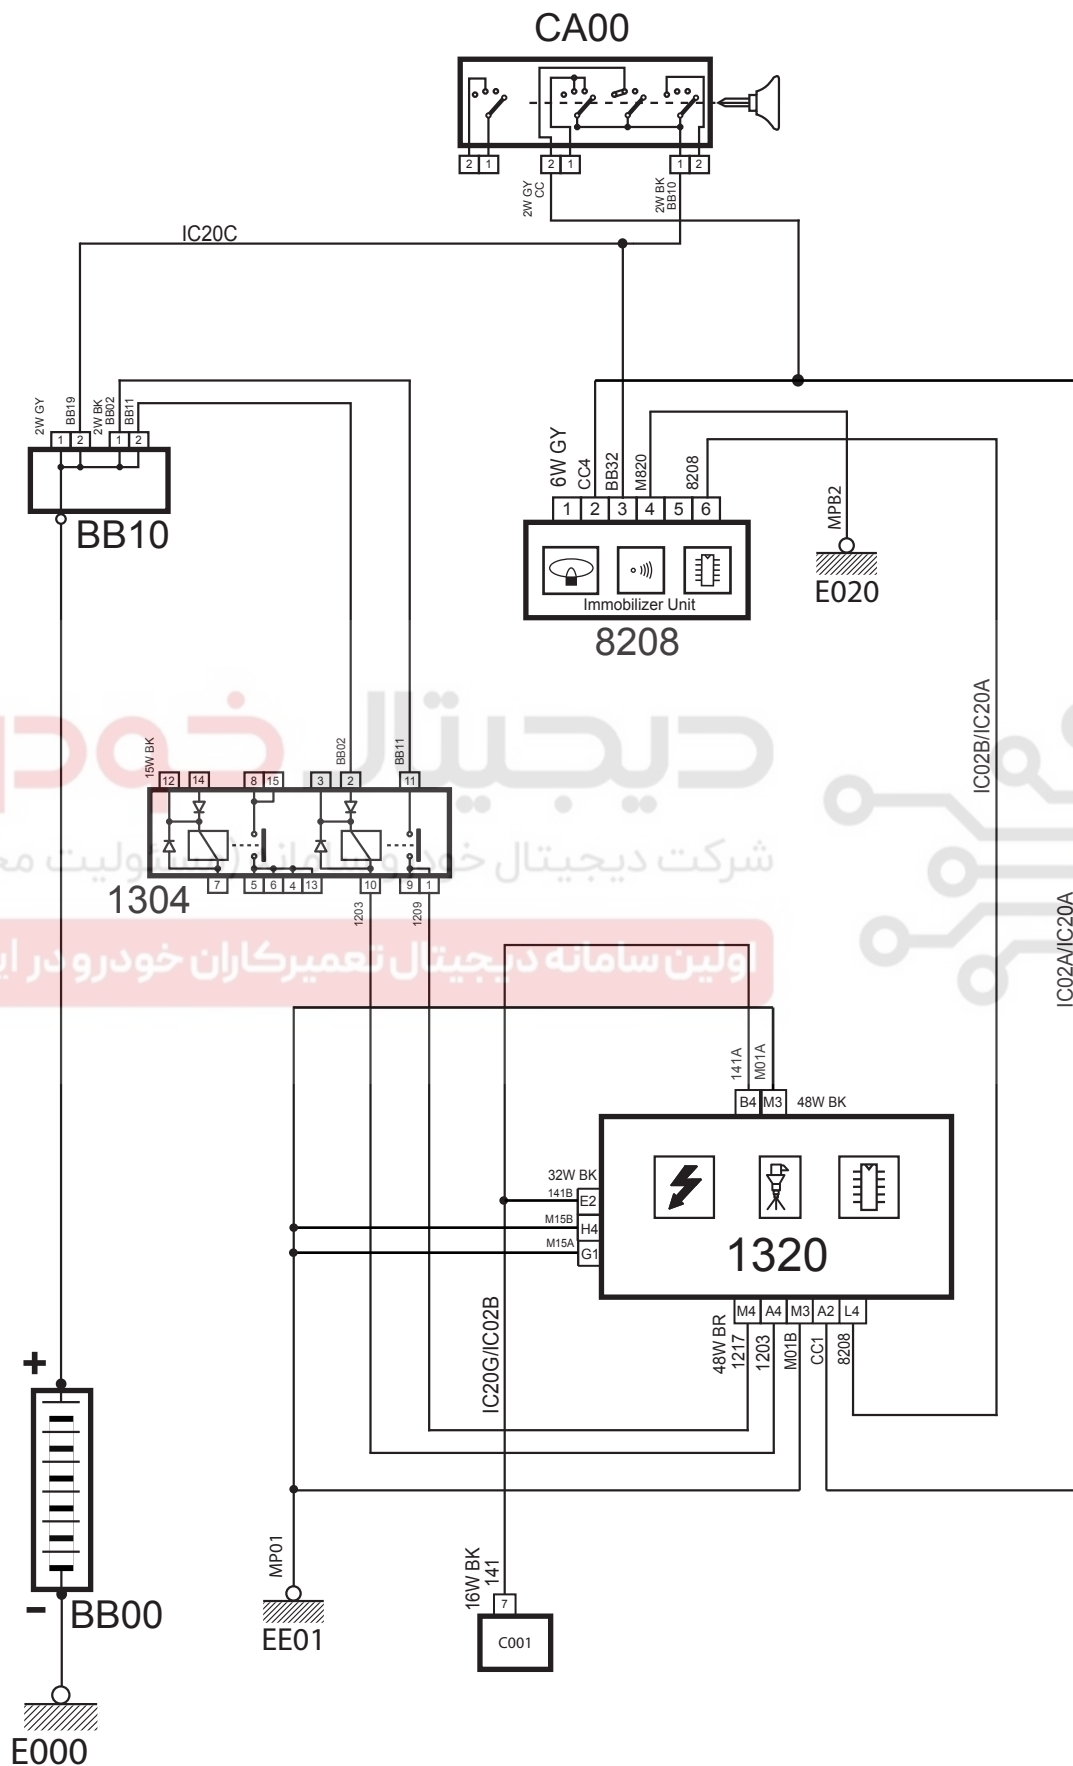 CA00
2 1 2 1 1 2
2W GY
CC
2W BK
BB10
IC20C
2W GY
BB19
2W BK
BB02
BB11
1 2 1 2
BB10
6W GY
CC4
BB32
M820
8208
1 2 3 4 5 6
Immobilizer Unit
8208
MPB2
E020
IC02B/IC20A
IC02A/IC20A
دیجیتال خودر
شرکت دیجیتال خودرو سامانه (مسئولیت مح
اولین سامانه دیجیتال تعمیرکاران خودرو در ایر
15W BK
BB02
BB11
12 14 8 15 3 2 11
7 5 6 4 13 10 9 1
1304
1203
1209
141A
M01A
B4 M3 48W BK
32W BK
141B
E2
M15B
H4
M15A
G1
1320
M4 A4 M3 A2 L4
48W BR
1217
1203
M01B
CC1
8208
IC20G/IC02B
+
-
BB00
E000
MP01
EE01
16W BK
141
7
C001